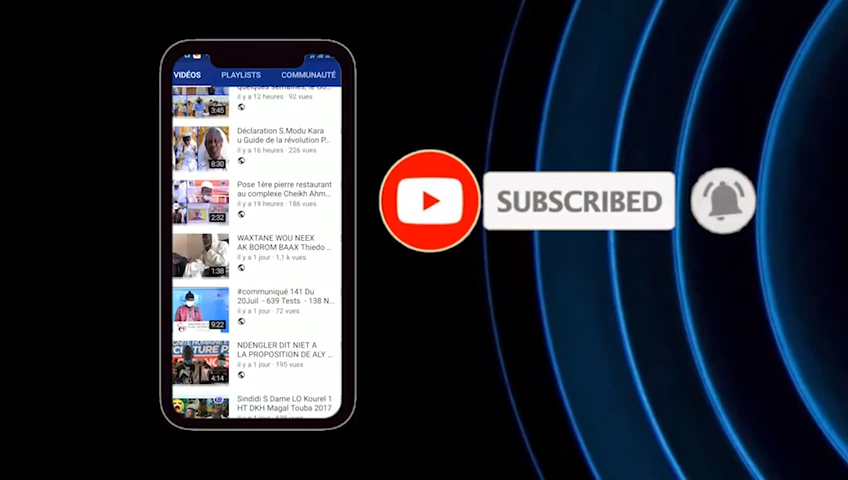 VIDÉOS PLAYLISTS COMMUNAUTÉ
quelques semaines, le Go...
il y a 12 heures · 92 vues
3:45
Déclaration S.Modu Kara
u Guide de la révolution P...
il y a 16 heures · 226 vues
8:30
Pose 1ère pierre restaurant
au complexe Cheikh Ahm...
il y a 19 heures · 186 vues
2:32
WAXTANE WOU NEEX
AK BOROM BAAX Thiedo ...
il y a 1 jour · 1,1 k vues
1:38
#communiqué 141 Du
20Juil - 639 Tests - 138 N...
il y a 1 jour · 72 vues
9:22
NDENGLER DIT NIET A
LA PROPOSITION DE ALY ...
il y a 1 jour · 195 vues
4:14
Sindidi S Dame LO Kourel 1
HT DKH Magal Touba 2017
SUBSCRIBED